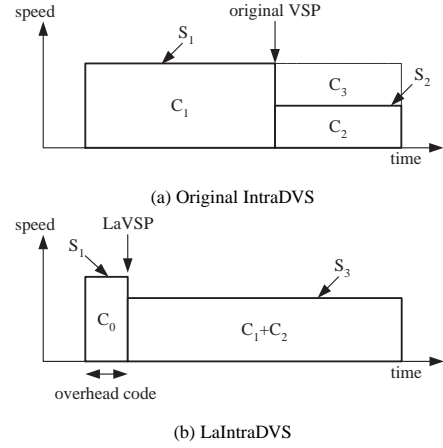 original VSP
speed
S1
S2
C1
C3
C2
time
(a) Original IntraDVS
LaVSP
speed
S1
S3
C0
C1+C2
time
overhead code
(b) LaIntraDVS